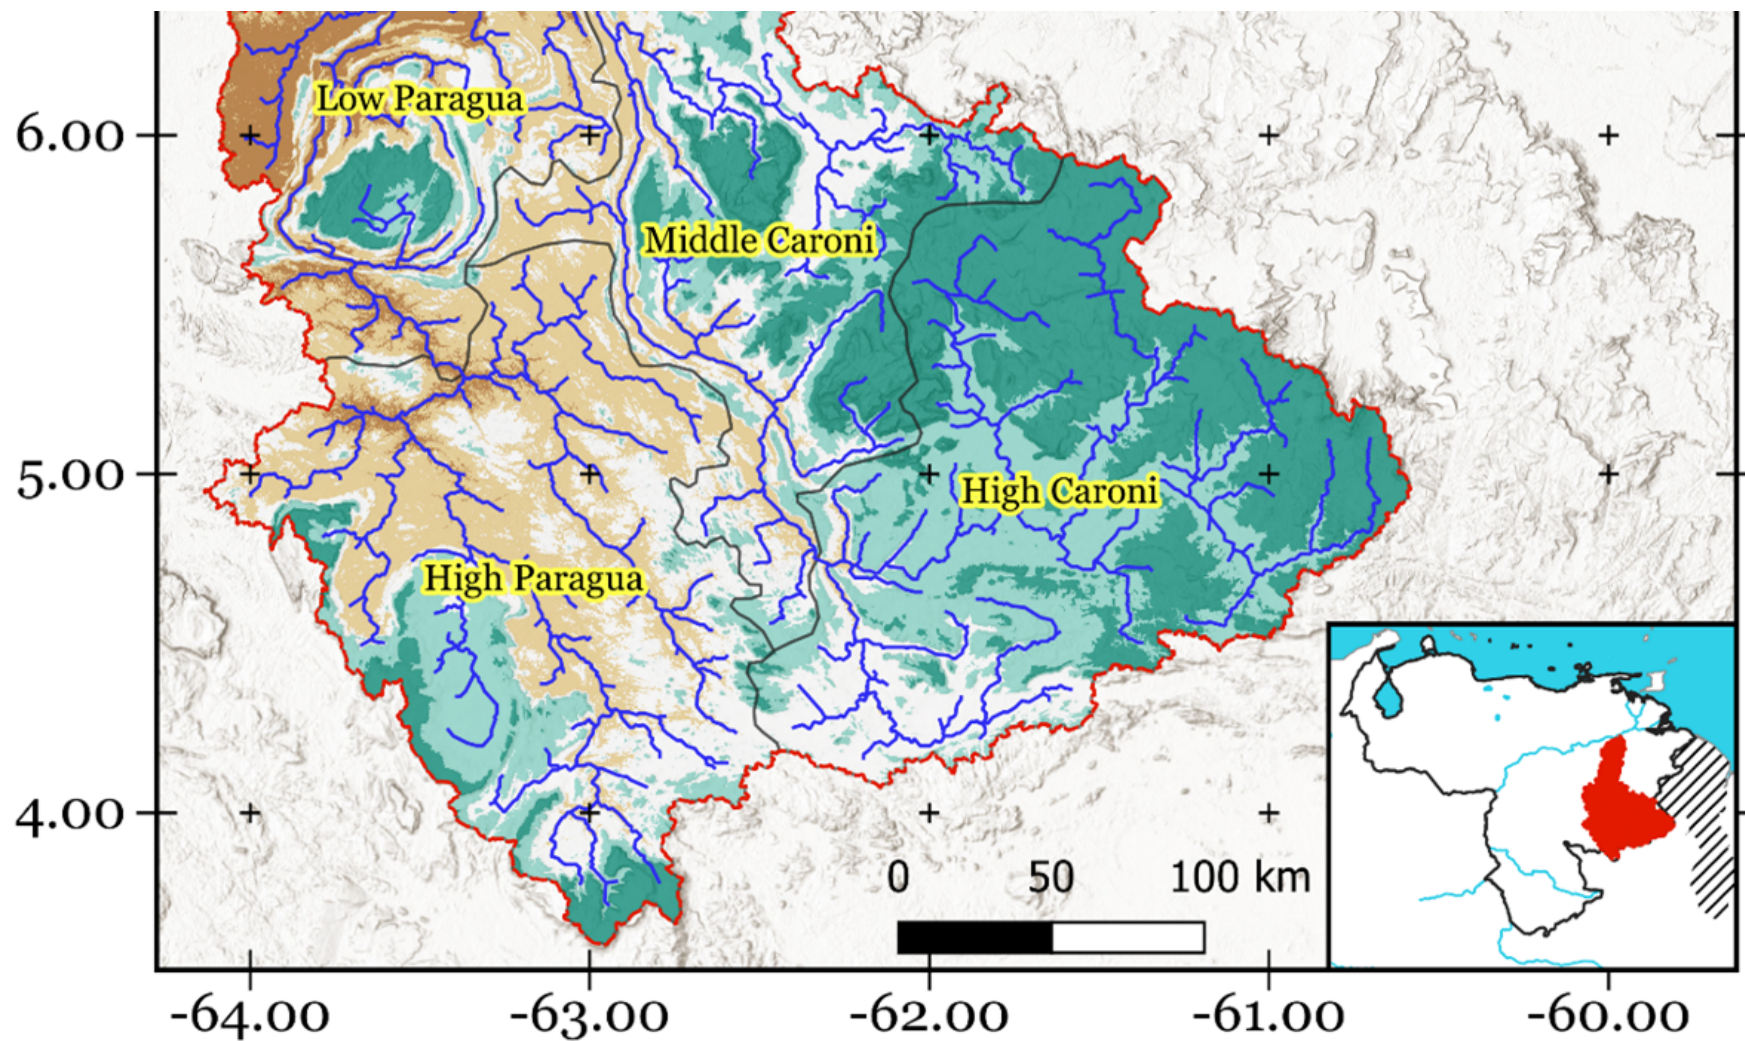 Low Paragua
6.00
Middle Caroni
5.00
High Caroni
High Paragua
4.00
0 50 100 km
-64.00 -63.00 -62.00 -61.00 -60.00